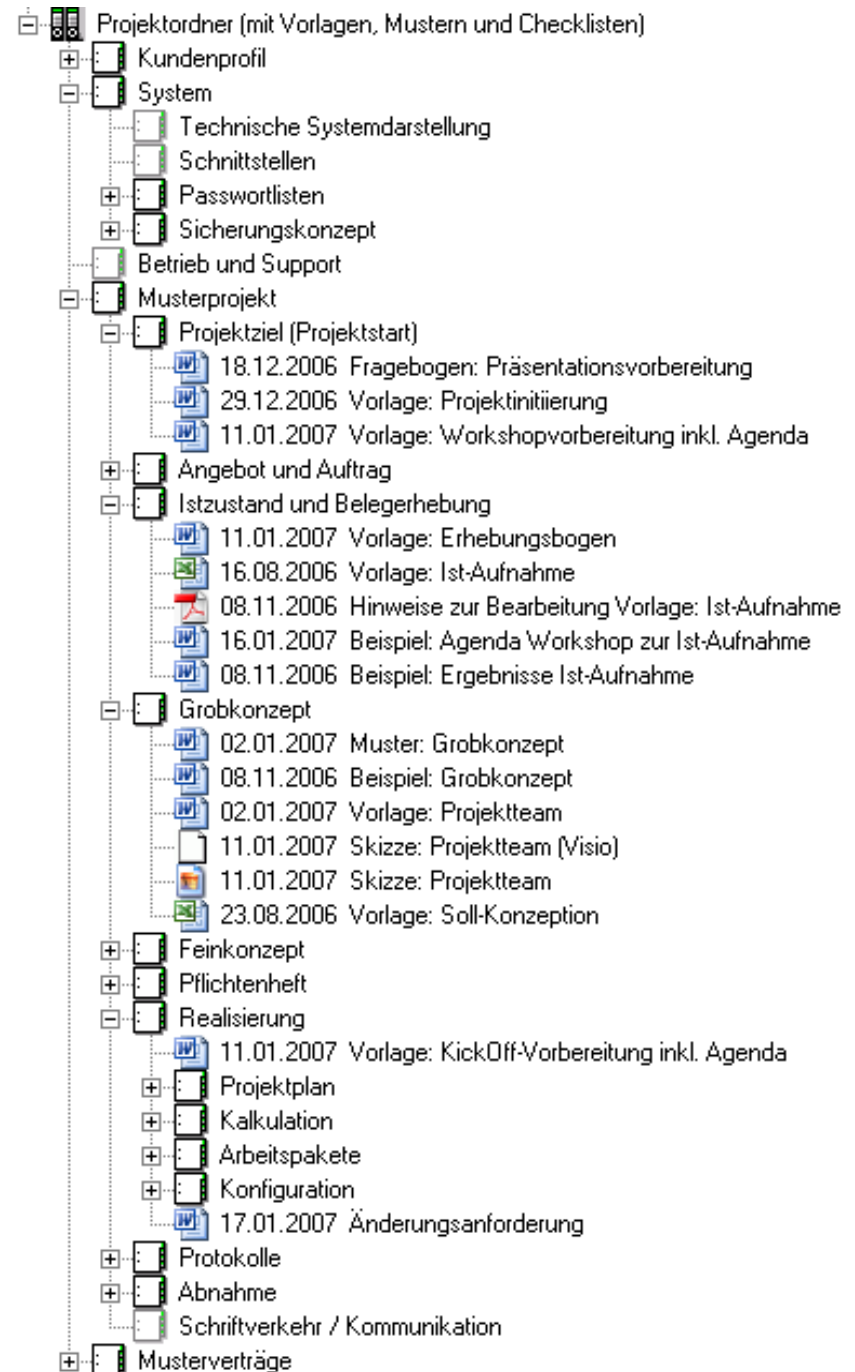 Projektordner (mit Vorlagen, Mustern und Checklisten)
Kundenprofil
System
Technische Systemdarstellung
Schnittstellen
Passwortlisten
Sicherungskonzept
Betrieb und Support
Musterprojekt
Projektziel (Projektstart)
18.12.2006 Fragebogen: Präsentationsvorbereitung
29.12.2006 Vorlage: Projektinitiierung
11.01.2007 Vorlage: Workshopvorbereitung inkl. Agenda
Angebot und Auftrag
Istzustand und Belegerhebung
11.01.2007 Vorlage: Erhebungsbogen
16.08.2006 Vorlage: Ist-Aufnahme
08.11.2006 Hinweise zur Bearbeitung Vorlage: Ist-Aufnahme
16.01.2007 Beispiel: Agenda Workshop zur Ist-Aufnahme
08.11.2006 Beispiel: Ergebnisse Ist-Aufnahme
Grobkonzept
02.01.2007 Muster: Grobkonzept
08.11.2006 Beispiel: Grobkonzept
02.01.2007 Vorlage: Projektteam
11.01.2007 Skizze: Projektteam (Visio)
11.01.2007 Skizze: Projektteam
23.08.2006 Vorlage: Soll-Konzeption
Feinkonzept
Pflichtenheft
Realisierung
11.01.2007 Vorlage: KickOff-Vorbereitung inkl. Agenda
Projektplan
Kalkulation
Arbeitspakete
Konfiguration
17.01.2007 Änderungsanforderung
Protokolle
Abnahme
Schriftverkehr / Kommunikation
Musterverträge